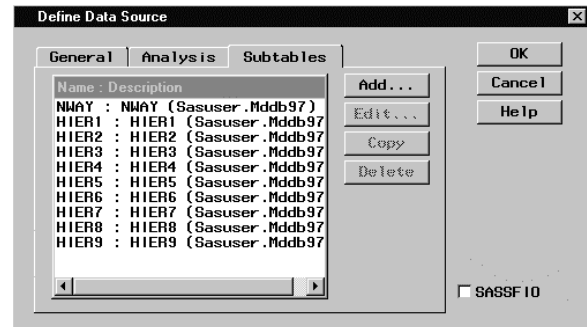 Define Data Source
General Analysis Subtables
Name : Description
NWAY : NWAY (Sasuser.Mddb97)
HIER1 : HIER1 (Sasuser.Mddb97
HIER2 : HIER2 (Sasuser.Mddb97
HIER3 : HIER3 (Sasuser.Mddb97
HIER4 : HIER4 (Sasuser.Mddb97
HIER5 : HIER5 (Sasuser.Mddb97
HIER6 : HIER6 (Sasuser.Mddb97
HIER7 : HIER7 (Sasuser.Mddb97
HIER8 : HIER8 (Sasuser.Mddb97
HIER9 : HIER9 (Sasuser.Mddb97
Add...
Edit...
Copy
Delete
OK
Cancel
Help
SASSFIO